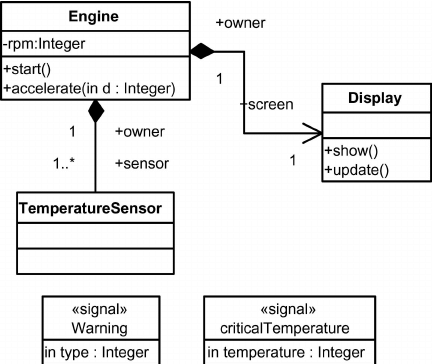 Engine
-rpm:Integer
+start()
+accelerate(in d : Integer)
+owner
1
+screen
1
Display
+show()
+update()
1
+owner
1..*
+sensor
TemperatureSensor
«signal»
Warning
in type : Integer
«signal»
criticalTemperature
in temperature : Integer